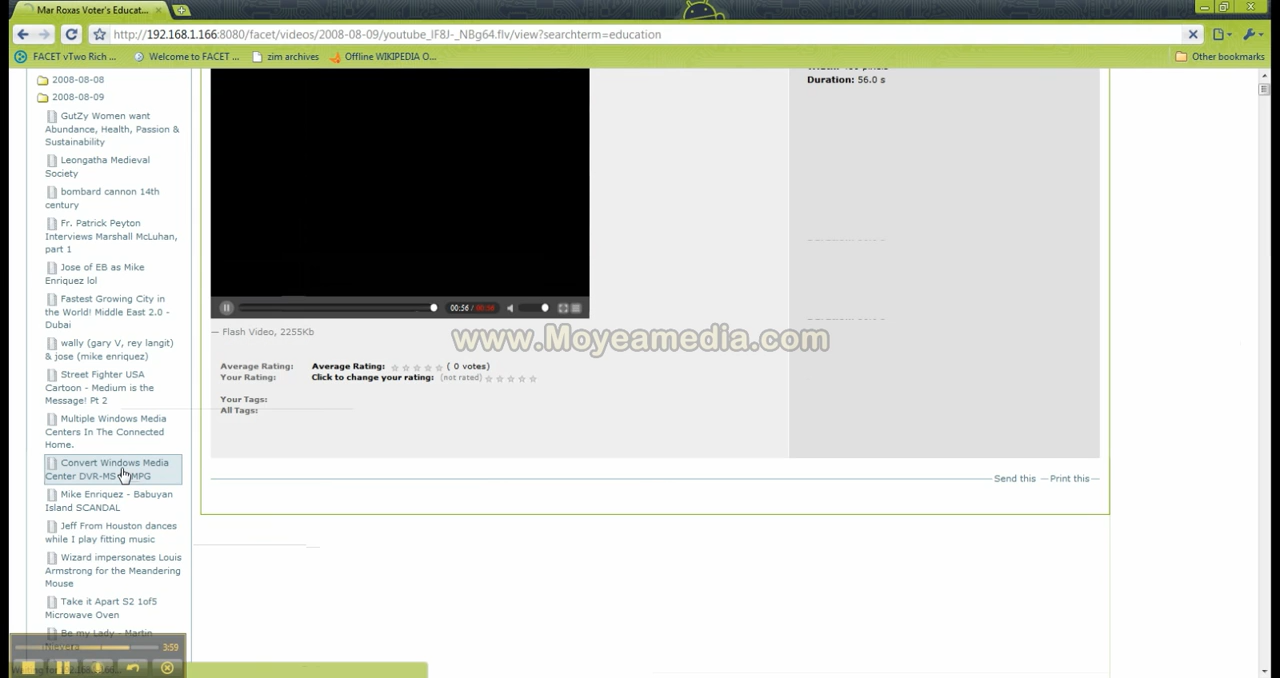 Mar Roxas Voter's Educat...
http://192.168.1.166:8080/facet/videos/2008-08-09/youtube_lF8J-_NBg64.flv/view?searchterm=education
FACET vTwo Rich ...
Welcome to FACET ...
zim archives
Offline WIKIPEDIA O...
Other bookmarks
2008-08-08
2008-08-09
GutZy Women want
Abundance, Health, Passion &
Sustainability
Leongatha Medieval
Society
bombard cannon 14th
century
Fr. Patrick Peyton
Interviews Marshall McLuhan,
part 1
Jose of EB as Mike
Enriquez lol
Fastest Growing City in
the World! Middle East 2.0 -
Dubai
wally (gary V, rey langit)
& jose (mike enriquez)
Street Fighter USA
Cartoon - Medium is the
Message! Pt 2
Multiple Windows Media
Centers In The Connected
Home.
Convert Windows Media
Center DVR-MS MPG
Mike Enriquez - Babuyan
Island SCANDAL
Jeff From Houston dances
while I play fitting music
Wizard impersonates Louis
Armstrong for the Meandering
Mouse
Take it Apart S2 1of5
Microwave Oven
Be my Lady - Martin
Nievera
3:59
Duration: 56.0 s
00:56 /
— Flash Video, 2255Kb
www.Moyeamedia.com
Average Rating: Average Rating: ( 0 votes)
Your Rating: Click to change your rating: (not rated)
Your Tags:
All Tags:
Send this — Print this —